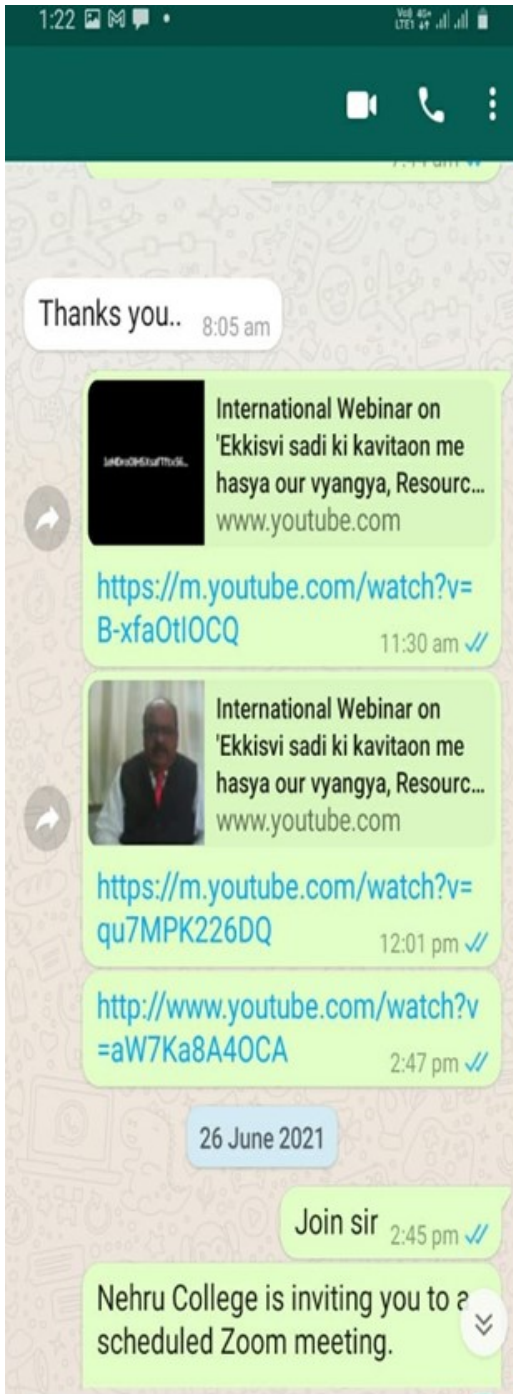 1:22
Thanks you.. 8:05 am
International Webinar on
'Ekkisvi sadi ki kavitaon me
hasya our vyangya, Resourc...
www.youtube.com
https://m.youtube.com/watch?v=
B-xfaOtIOCQ 11:30 am
International Webinar on
'Ekkisvi sadi ki kavitaon me
hasya our vyangya, Resourc...
www.youtube.com
https://m.youtube.com/watch?v=
qu7MPK226DQ 12:01 pm
http://www.youtube.com/watch?v
=aW7Ka8A4OCA 2:47 pm
26 June 2021
Join sir 2:45 pm
Nehru College is inviting you to a
scheduled Zoom meeting.